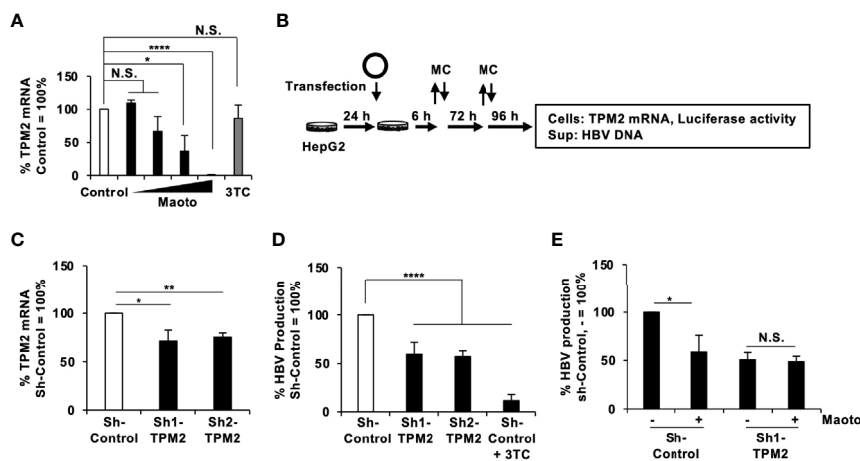 A
% TPM2 mRNA
Control = 100%
150
100
50
0
N.S.
****
*
N.S.
Control
Maoto
3TC
B
Transfection
MC
MC
24 h
6 h
72 h
96 h
HepG2
Cells: TPM2 mRNA, Luciferase activity
Sup: HBV DNA
C
% TPM2 mRNA
Sh-Control = 100%
150
100
50
0
**
*
Sh-
Control
Sh1-
TPM2
Sh2-
TPM2
D
% HBV Production
Sh-Control = 100%
150
100
50
0
****
Sh-
Control
Sh1-
TPM2
Sh2-
TPM2
Sh-
Control
+ 3TC
E
% HBV production
sh-Control, - = 100%
150
100
50
0
*
N.S.
- + - + Maoto
Sh-
Control
Sh1-
TPM2